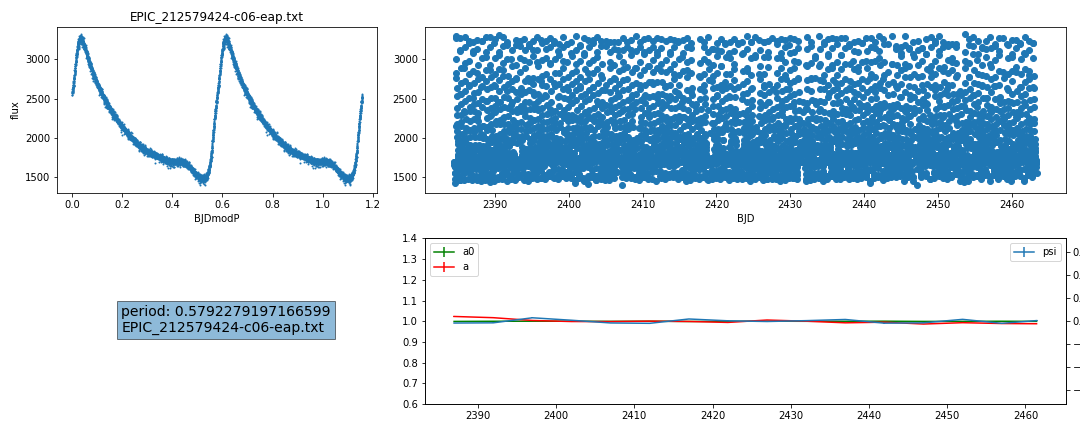 EPIC_212579424-c06-eap.txt
flux
3000
2500
2000
1500
0.0 0.2 0.4 0.6 0.8 1.0 1.2
BJDmodP
3000
2500
2000
1500
2390 2400 2410 2420 2430 2440 2450 2460
BJD
period: 0.5792279197166599
EPIC_212579424-c06-eap.txt
1.4
1.3
1.2
1.1
1.0
0.9
0.8
0.7
0.6
a0
a
psi
2390 2400 2410 2420 2430 2440 2450 2460